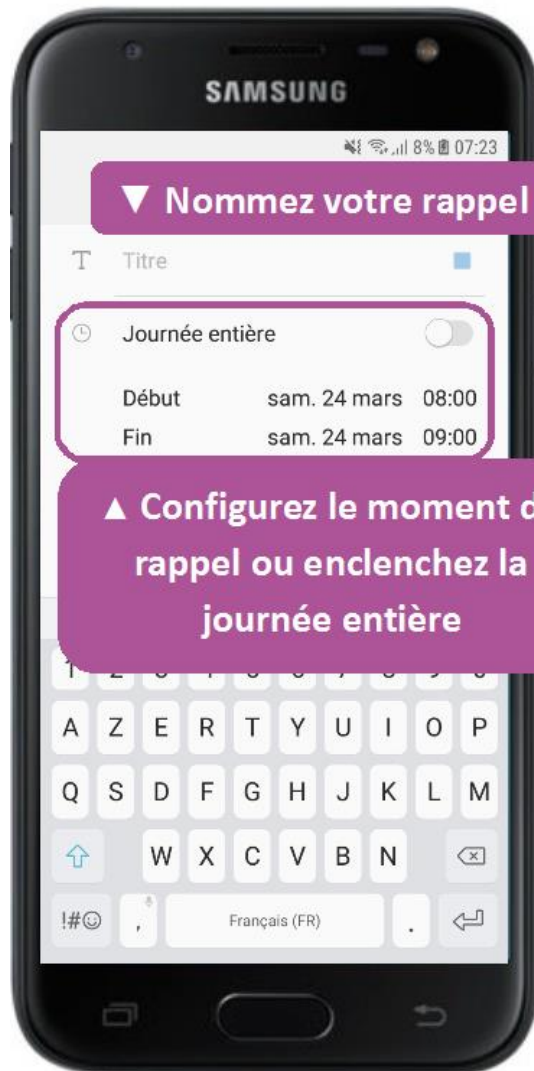 SAMSUNG
8% 07:23
▼ Nommez votre rappel
T Titre
Journée entière
Début sam. 24 mars 08:00
Fin sam. 24 mars 09:00
▲ Configurez le moment d
rappel ou enclenchez la
journée entière
A Z E R T Y U I O P
Q S D F G H J K L M
W X C V B N
!#☺ , Français (FR) .